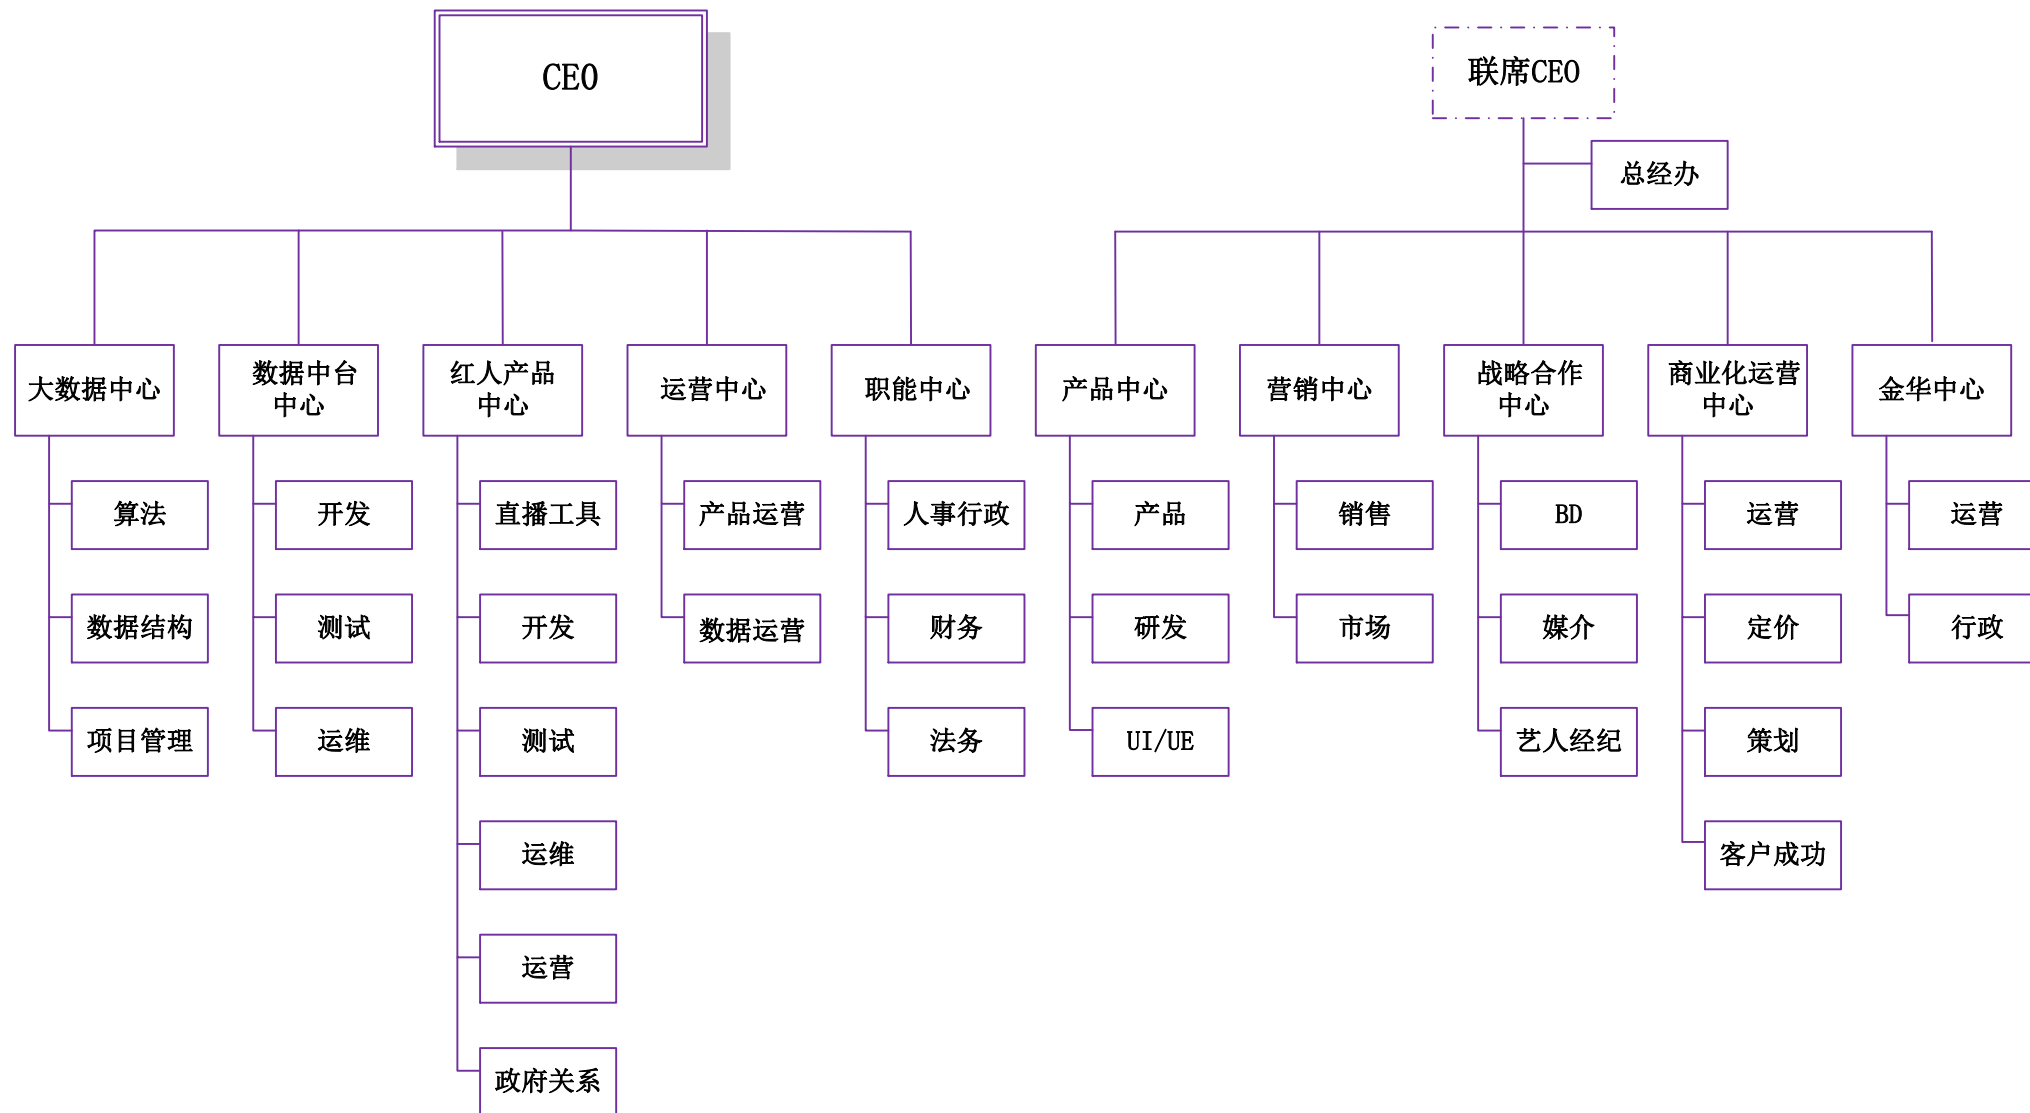 CEO
联席CEO
总经办
大数据中心
数据中台
中心
红人产品
中心
运营中心
职能中心
产品中心
营销中心
战略合作
中心
商业化运营
中心
金华中心
算法
开发
直播工具
产品运营
人事行政
产品
销售
BD
运营
运营
数据结构
测试
开发
数据运营
财务
研发
市场
媒介
定价
行政
项目管理
运维
测试
法务
UI/UE
艺人经纪
策划
运维
客户成功
运营
政府关系